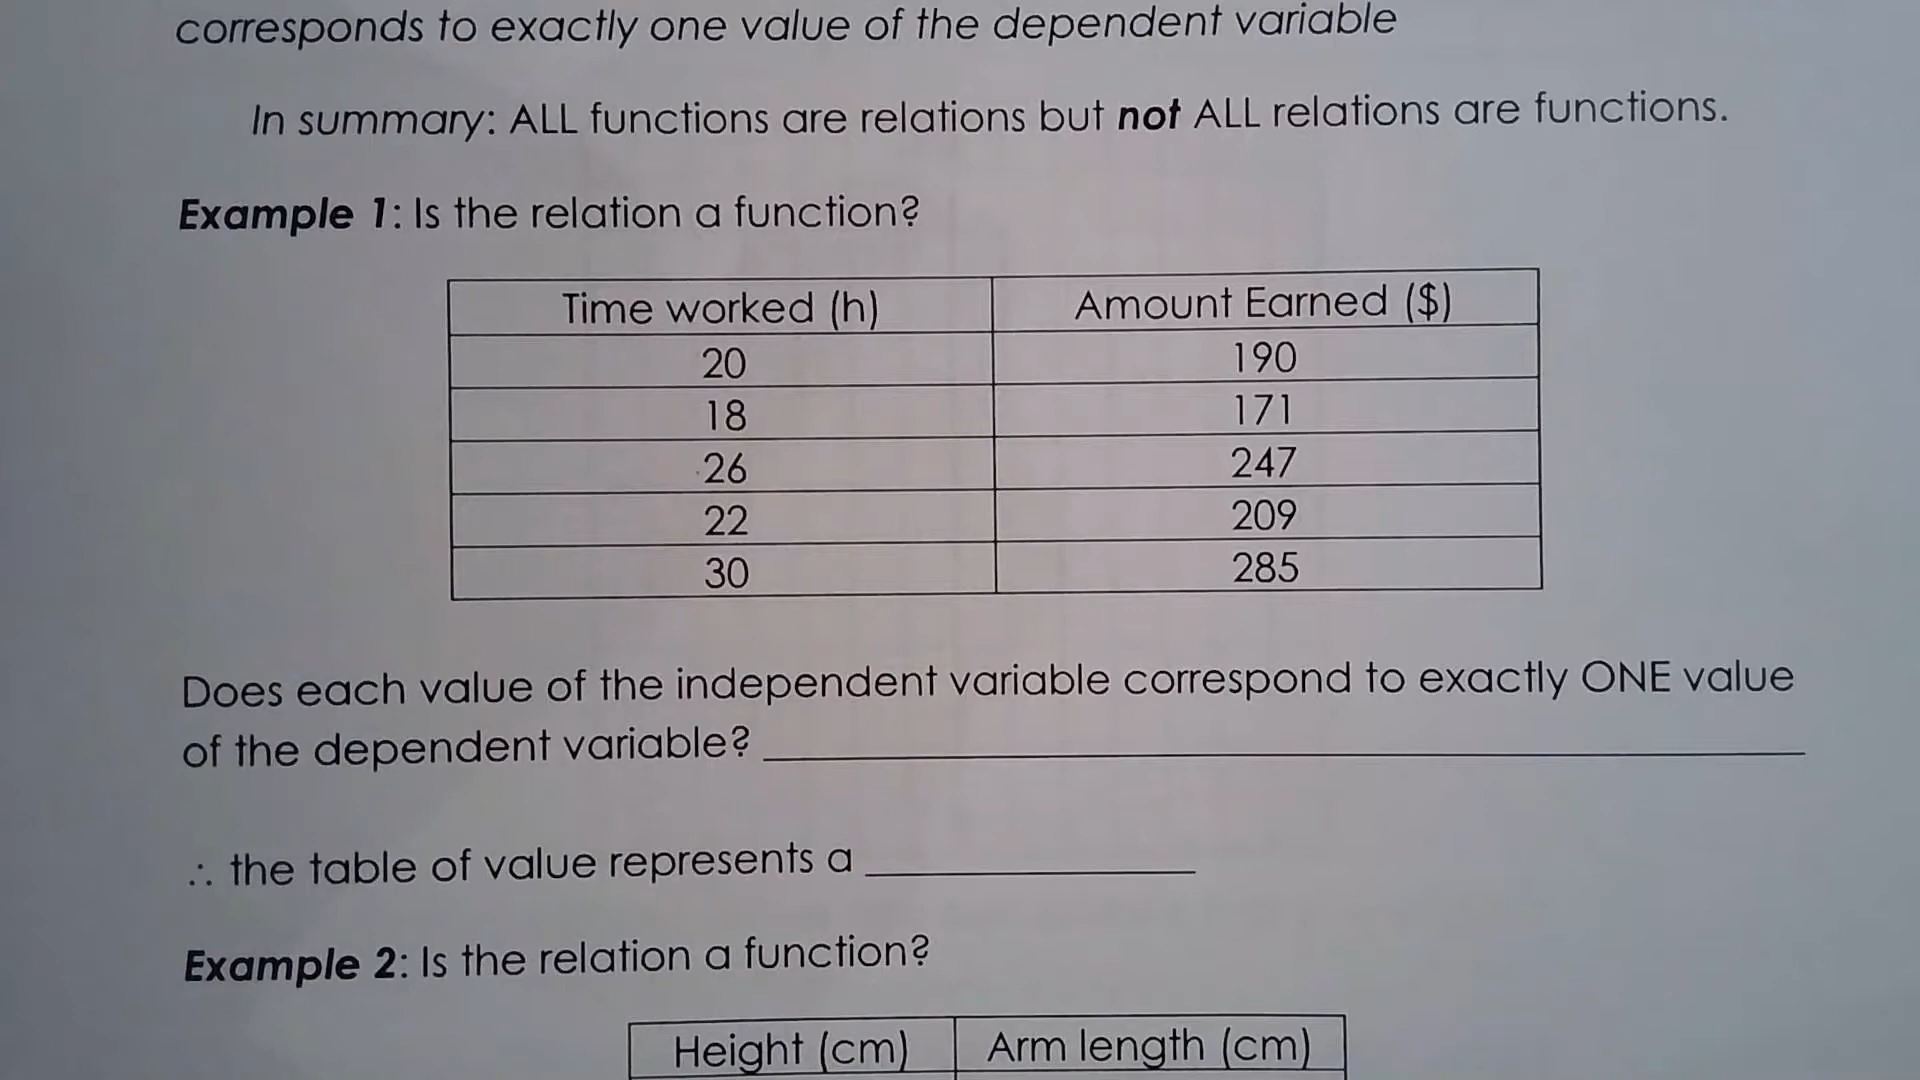 corresponds to exactly one value of the dependent variable
In summary: ALL functions are relations but not ALL relations are functions.
Example 1: Is the relation a function?
Time worked (h) Amount Earned ($)
20 190
18 171
26 247
22 209
30 285
Does each value of the independent variable correspond to exactly ONE value
of the dependent variable?
∴ the table of value represents a
Example 2: Is the relation a function?
Height (cm) Arm length (cm)